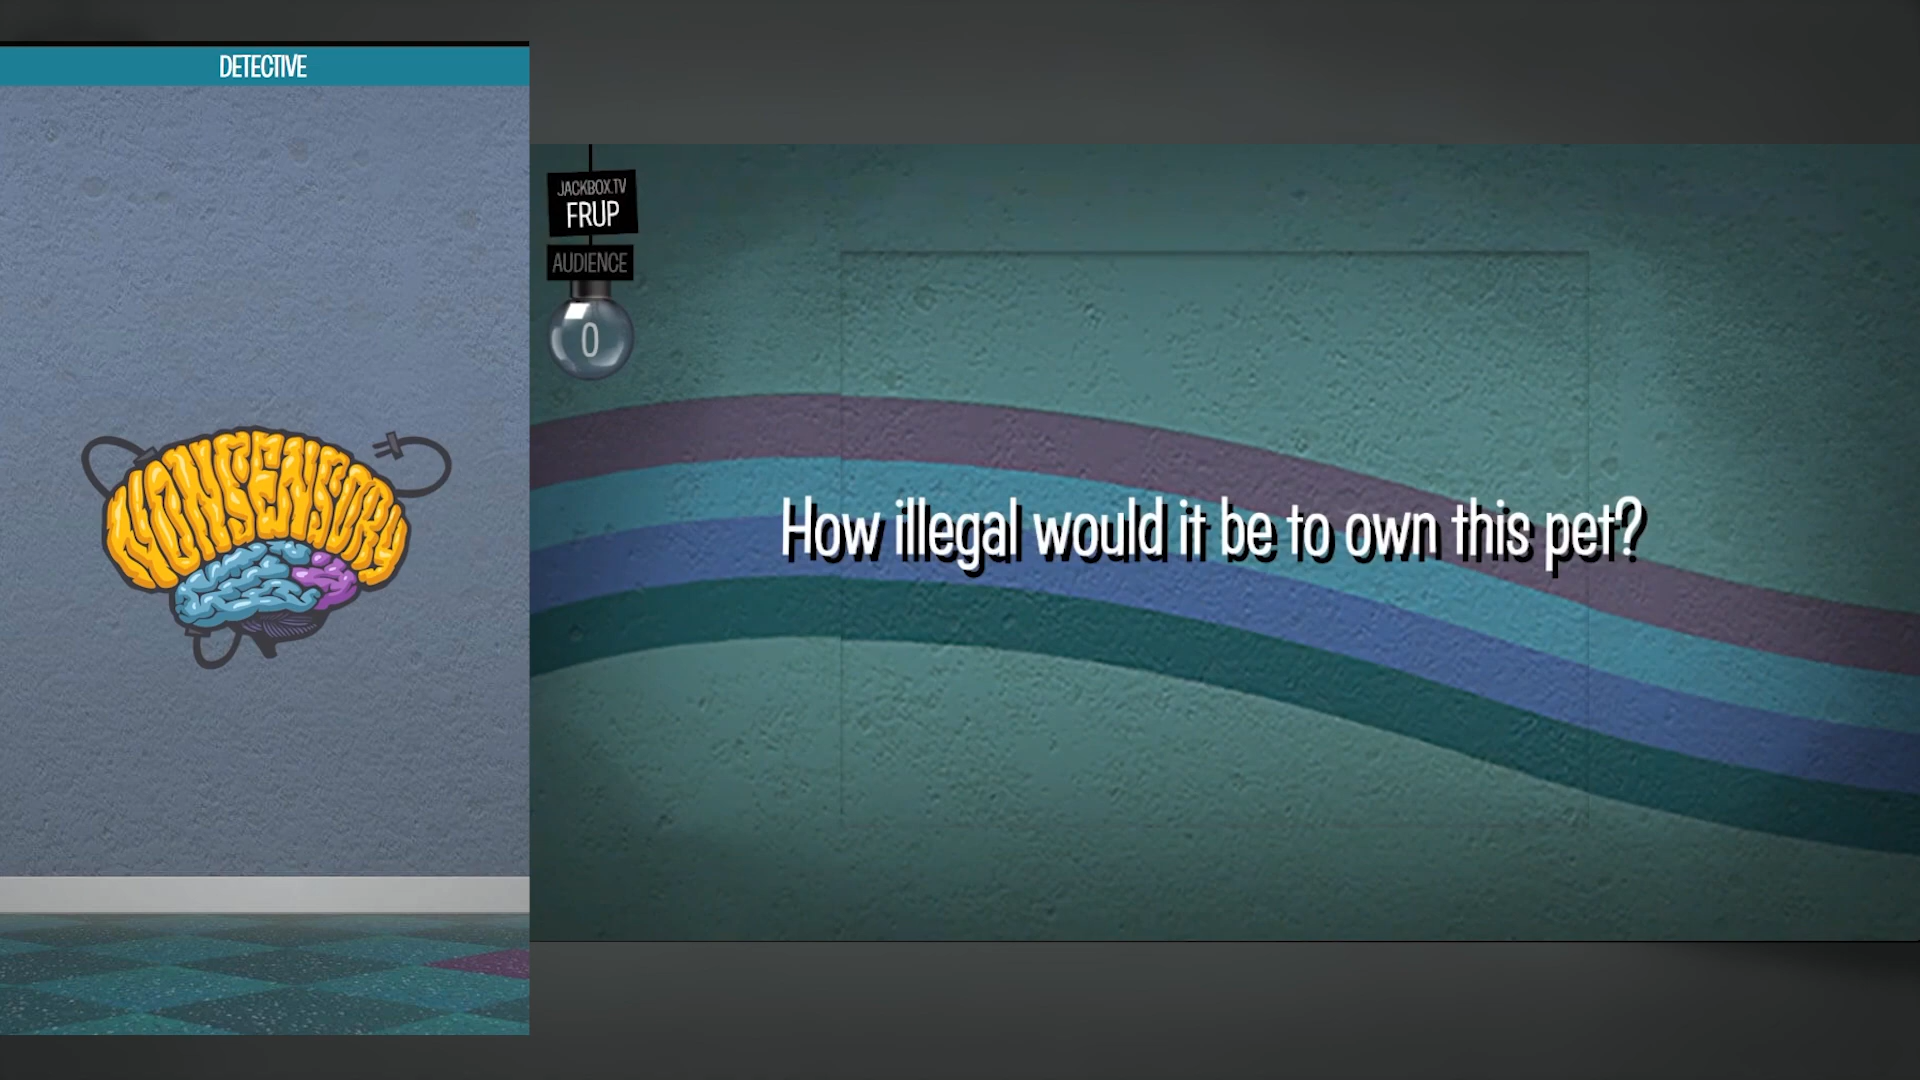 DETECTIVE
NONSENSORY
JACKBOX.TV
FRUP
AUDIENCE
0
How illegal would it be to own this pet?